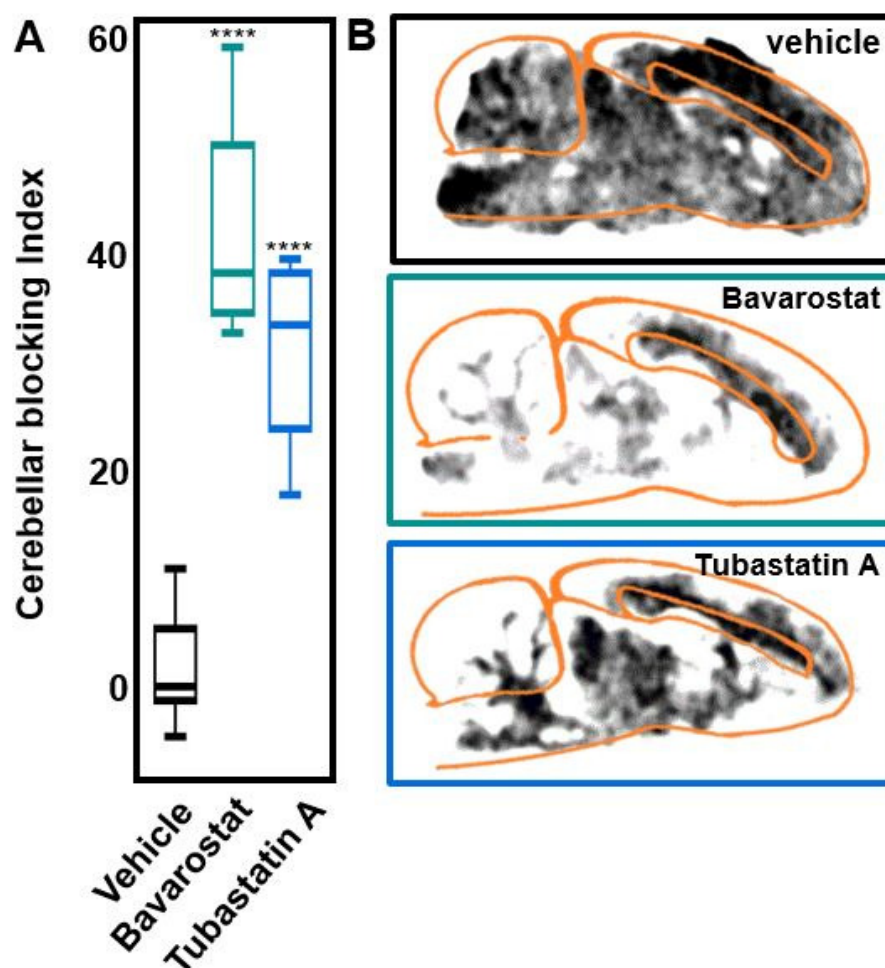 A
B
60
40
20
0
Cerebellar blocking Index
****
****
Vehicle
Bavarostat
Tubastatin A
vehicle
Bavarostat
Tubastatin A